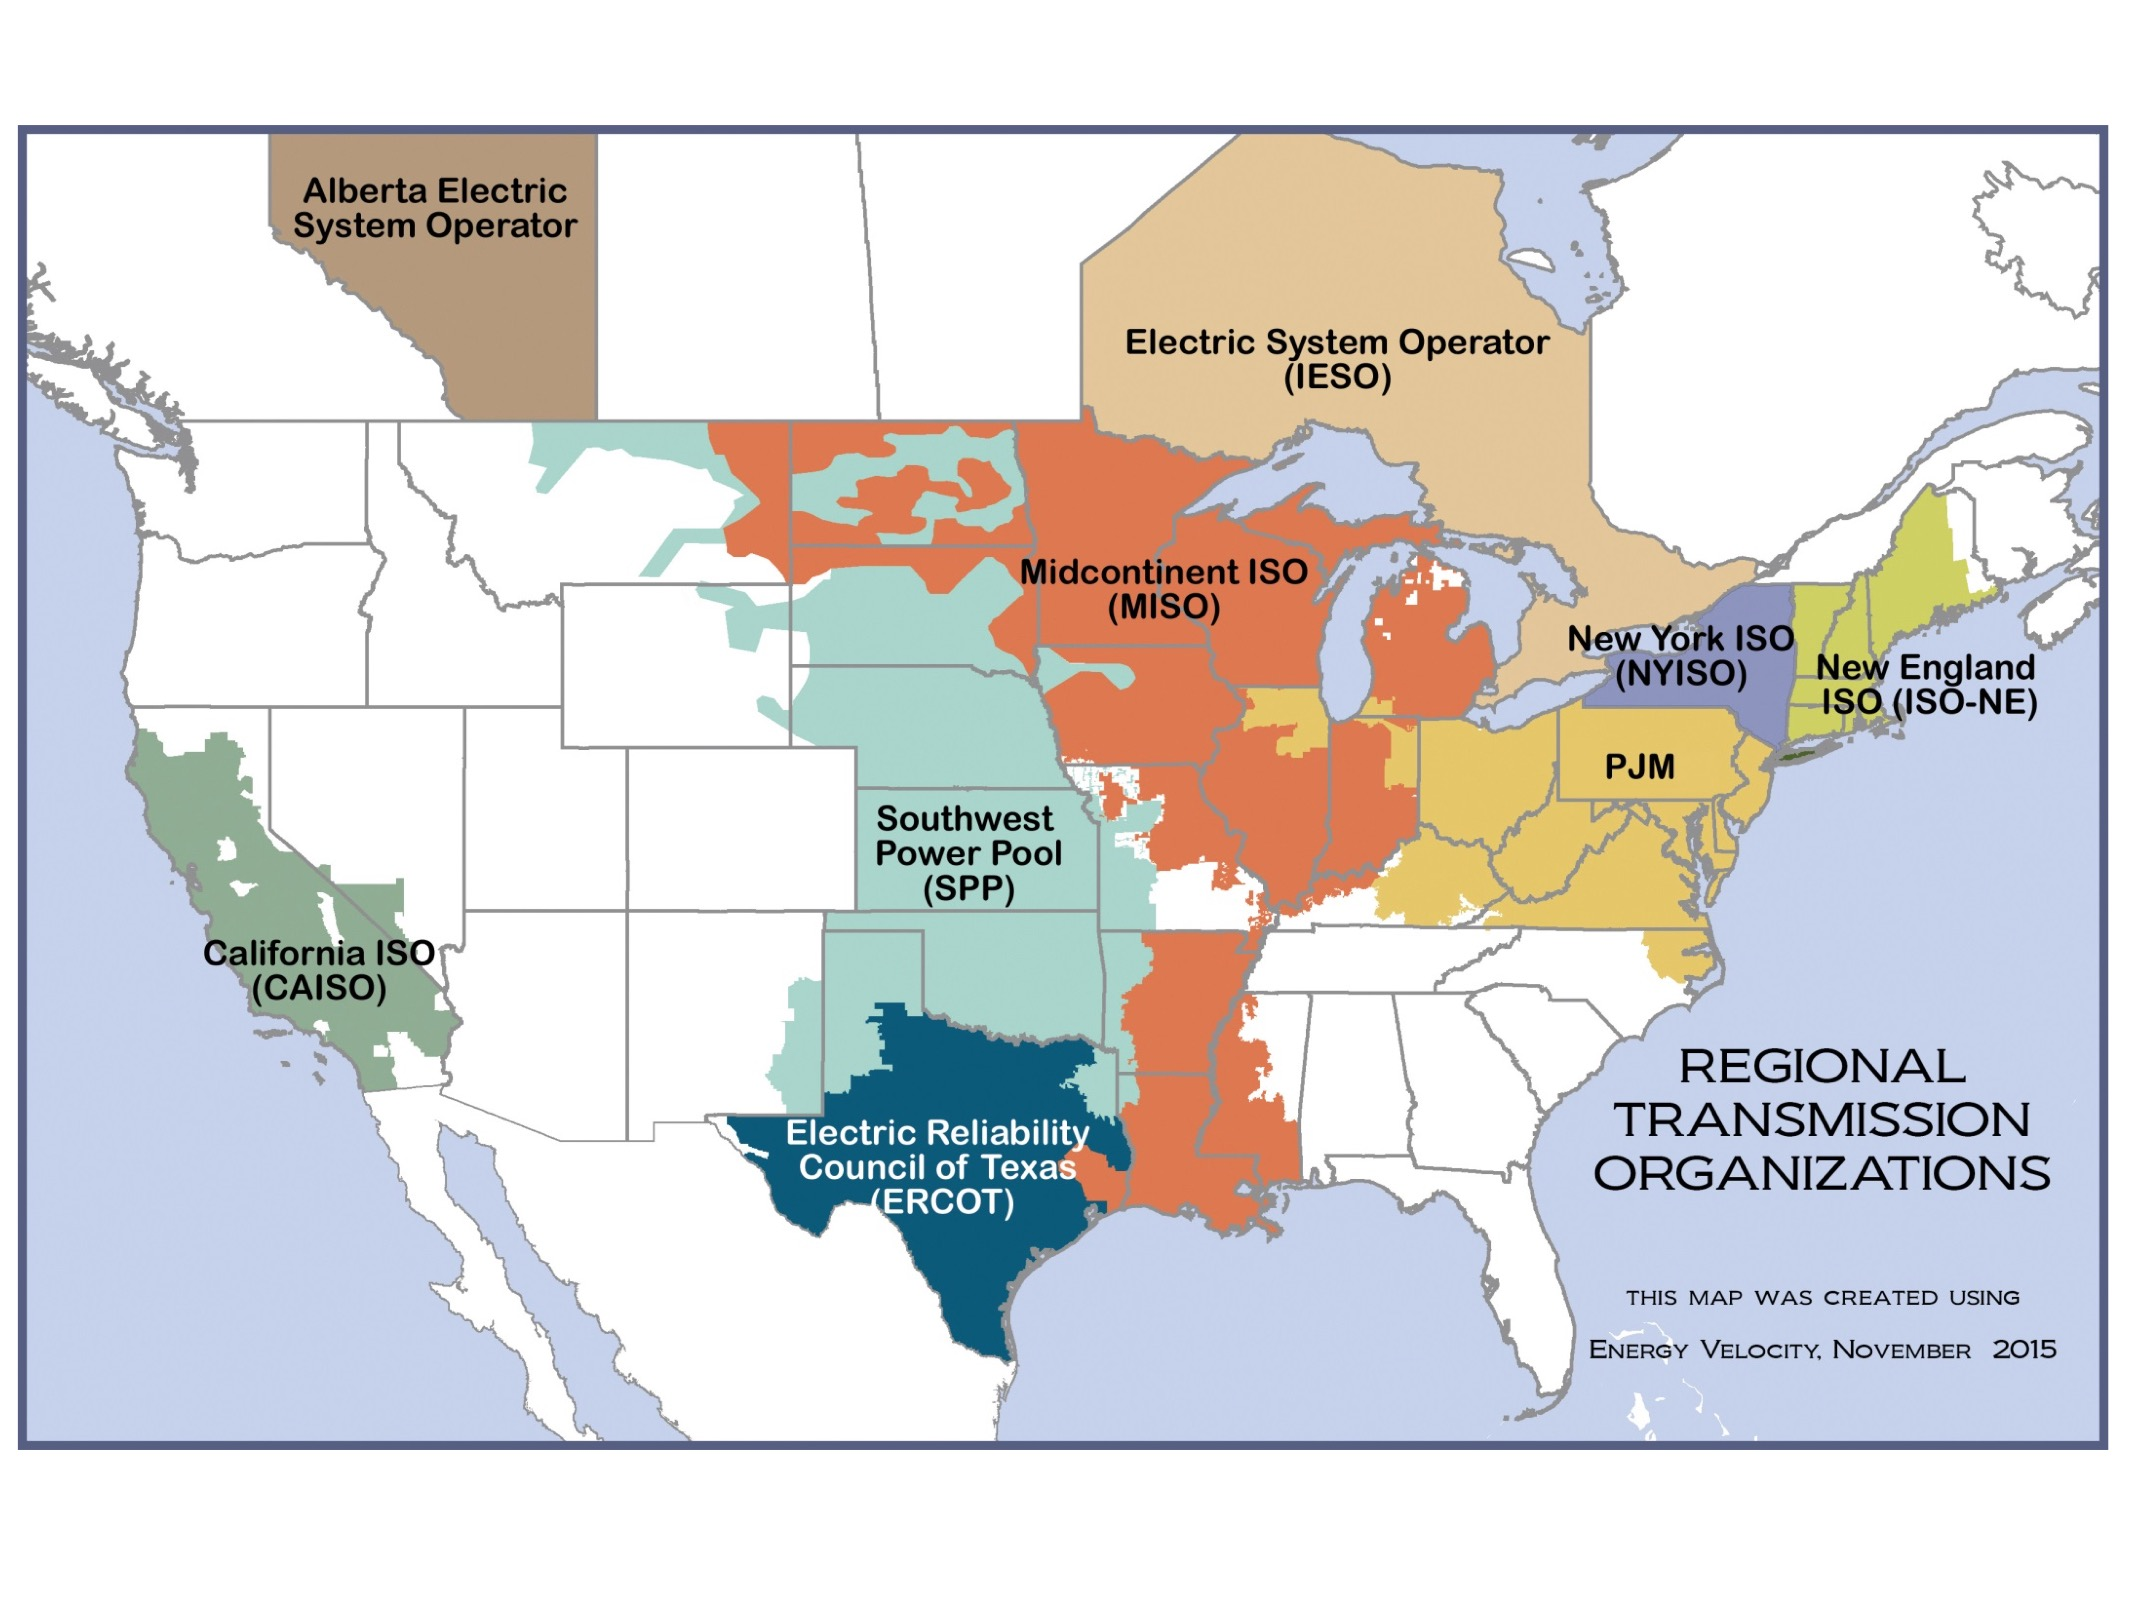 Alberta Electric
System Operator
Electric System Operator
(IESO)
Midcontinent ISO
(MISO)
New York ISO
(NYISO)
New England
ISO (ISO-NE)
PJM
Southwest
Power Pool
(SPP)
California ISO
(CAISO)
Electric Reliability
Council of Texas
(ERCOT)
REGIONAL
TRANSMISSION
ORGANIZATIONS
THIS MAP WAS CREATED USING
ENERGY VELOCITY, NOVEMBER 2015